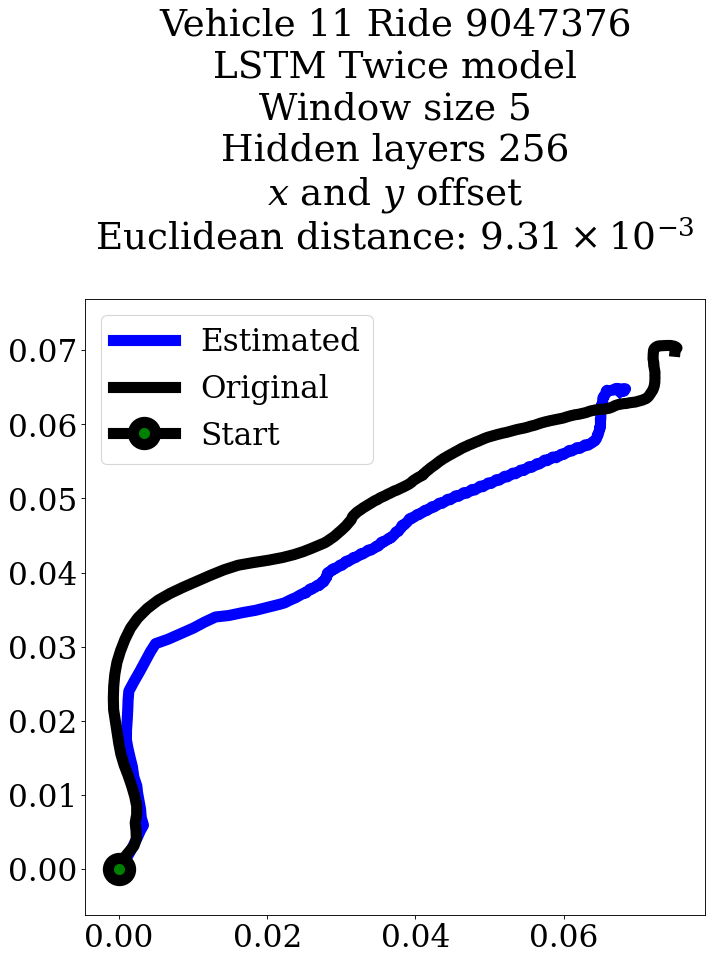 Vehicle 11 Ride 9047376
LSTM Twice model
Window size 5
Hidden layers 256
x and y offset
Euclidean distance: 9.31 × 10⁻³
Estimated
Original
Start
0.07
0.06
0.05
0.04
0.03
0.02
0.01
0.00
0.00 0.02 0.04 0.06